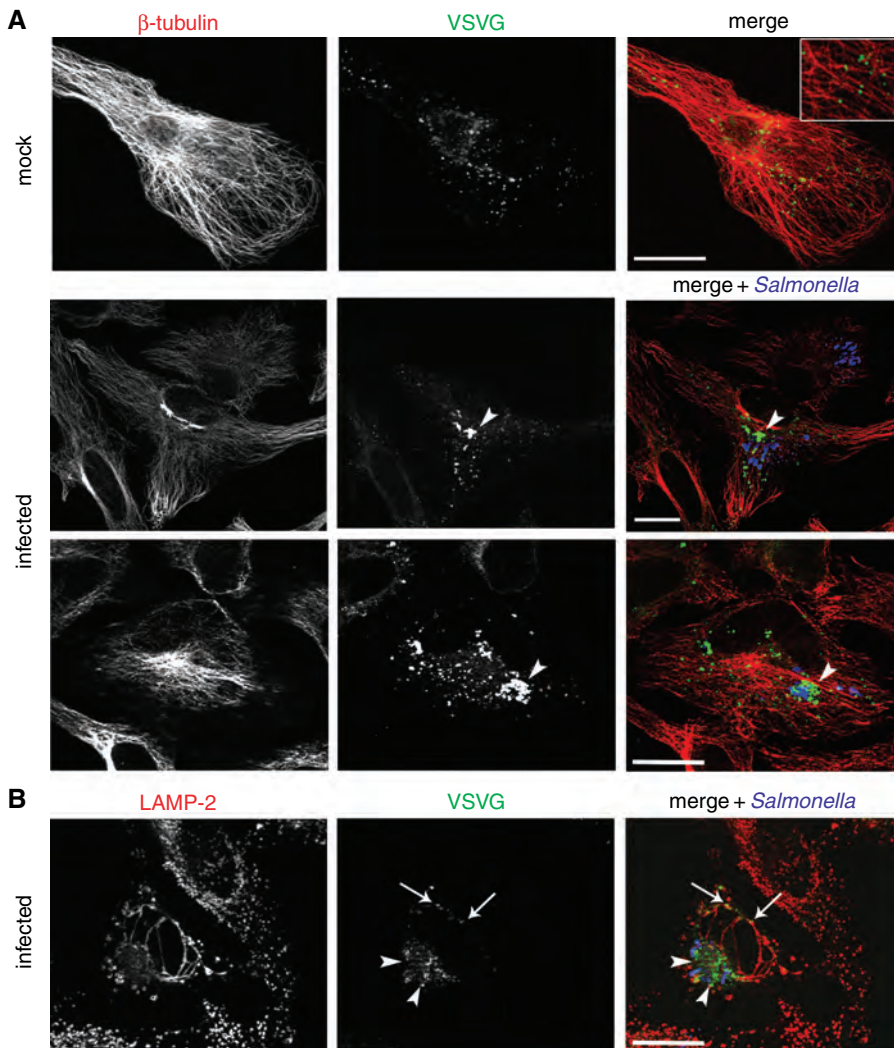 A
β-tubulin VSVG merge
mock
merge + Salmonella
infected
B
LAMP-2 VSVG merge + Salmonella
infected